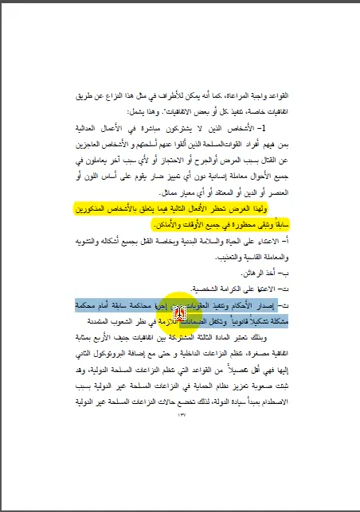 القواعد واجبة المراعاة، كما أنه يمكن للأطراف في مثل هذا النزاع عن طريق
اتفاقيات خاصة، تنفيذ كل أو بعض الاتفاقيات". وهذا يشمل:
1- الأشخاص الذين لا يشتركون مباشرة في الأعمال العدائية
بمن فيهم أفراد القوات المسلحة الذين ألقوا عنهم أسلحتهم والأشخاص العاجزين
عن القتال بسبب المرض أو الجرح أو الاحتجاز أو لأي سبب آخر يعاملون في
جميع الأحوال معاملة إنسانية دون أي تمييز ضار يقوم على أساس اللون أو
العنصر أو الدين أو المعتقد أو أي معيار مماثل.
ولهذا الغرض تحظر الأفعال التالية فيما يتعلق بالأشخاص المذكورين
سابقاً وتبقى محظورة في جميع الأوقات والأماكن.
أ- الاعتداء على الحياة والسلامة البدنية وبخاصة القتل بجميع أشكاله والتشويه
والمعاملة القاسية والتعذيب.
ب- أخذ الرهائن.
ت- الاعتداء على الكرامة الشخصية.
ث- إصدار الأحكام وتنفيذ العقوبات إجراء محاكمة سابقة أمام محكمة
مشكلة تشكيلاً قانونياً وتكفل الضمانات اللازمة في نظر الشعوب المتمدنة
وبذلك تعتبر المادة الثالثة المشتركة بين اتفاقيات جنيف الأربع بمثابة
اتفاقية مصغرة، تنظم النزاعات الداخلية و حتى مع إضافة البروتوكول الثاني
إليها فهي أقل تفصيلاً من القواعد التي تنظم النزاعات المسلحة الدولية، وقد
ثبتت صعوبة تعزيز نظام الحماية في النزاعات المسلحة غير الدولية بسبب
الاصطدام بمبدأ سيادة الدولة، لذلك تخضع حالات النزاعات المسلحة غير الدولية
١٣٧